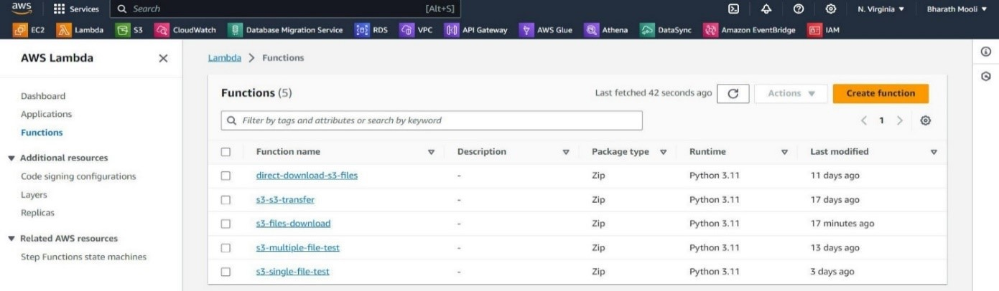 aws Services Search [Alt+S] N. Virginia Bharath Mooli
EC2 Lambda S3 CloudWatch Database Migration Service RDS VPC API Gateway AWS Glue Athena DataSync Amazon EventBridge IAM
AWS Lambda
Dashboard
Applications
Functions
Additional resources
Code signing configurations
Layers
Replicas
Related AWS resources
Step Functions state machines
Lambda > Functions
Functions (5) Last fetched 42 seconds ago Actions Create function
Filter by tags and attributes or search by keyword < 1 >
Function name Description Package type Runtime Last modified
direct-download-s3-files - Zip Python 3.11 11 days ago
s3-s3-transfer - Zip Python 3.11 17 days ago
s3-files-download - Zip Python 3.11 17 minutes ago
s3-multiple-file-test - Zip Python 3.11 13 days ago
s3-single-file-test - Zip Python 3.11 3 days ago